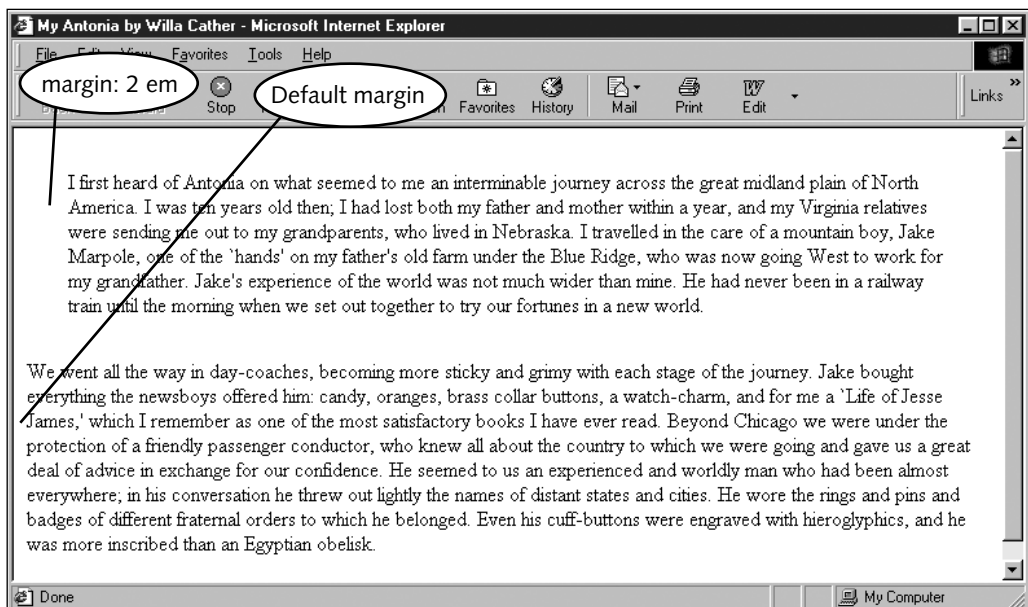 My Antonia by Willa Cather - Microsoft Internet Explorer
File Edit View Favorites Tools Help
margin: 2 em
Default margin
Stop Favorites History Mail Print Edit Links »
I first heard of Antonia on what seemed to me an interminable journey across the great midland plain of North
America. I was ten years old then; I had lost both my father and mother within a year, and my Virginia relatives
were sending me out to my grandparents, who lived in Nebraska. I travelled in the care of a mountain boy, Jake
Marpole, one of the `hands' on my father's old farm under the Blue Ridge, who was now going West to work for
my grandfather. Jake's experience of the world was not much wider than mine. He had never been in a railway
train until the morning when we set out together to try our fortunes in a new world.
We went all the way in day-coaches, becoming more sticky and grimy with each stage of the journey. Jake bought
everything the newsboys offered him: candy, oranges, brass collar buttons, a watch-charm, and for me a `Life of Jesse
James,' which I remember as one of the most satisfactory books I have ever read. Beyond Chicago we were under the
protection of a friendly passenger conductor, who knew all about the country to which we were going and gave us a great
deal of advice in exchange for our confidence. He seemed to us an experienced and worldly man who had been almost
everywhere; in his conversation he threw out lightly the names of distant states and cities. He wore the rings and pins and
badges of different fraternal orders to which he belonged. Even his cuff-buttons were engraved with hieroglyphics, and he
was more inscribed than an Egyptian obelisk.
Done My Computer